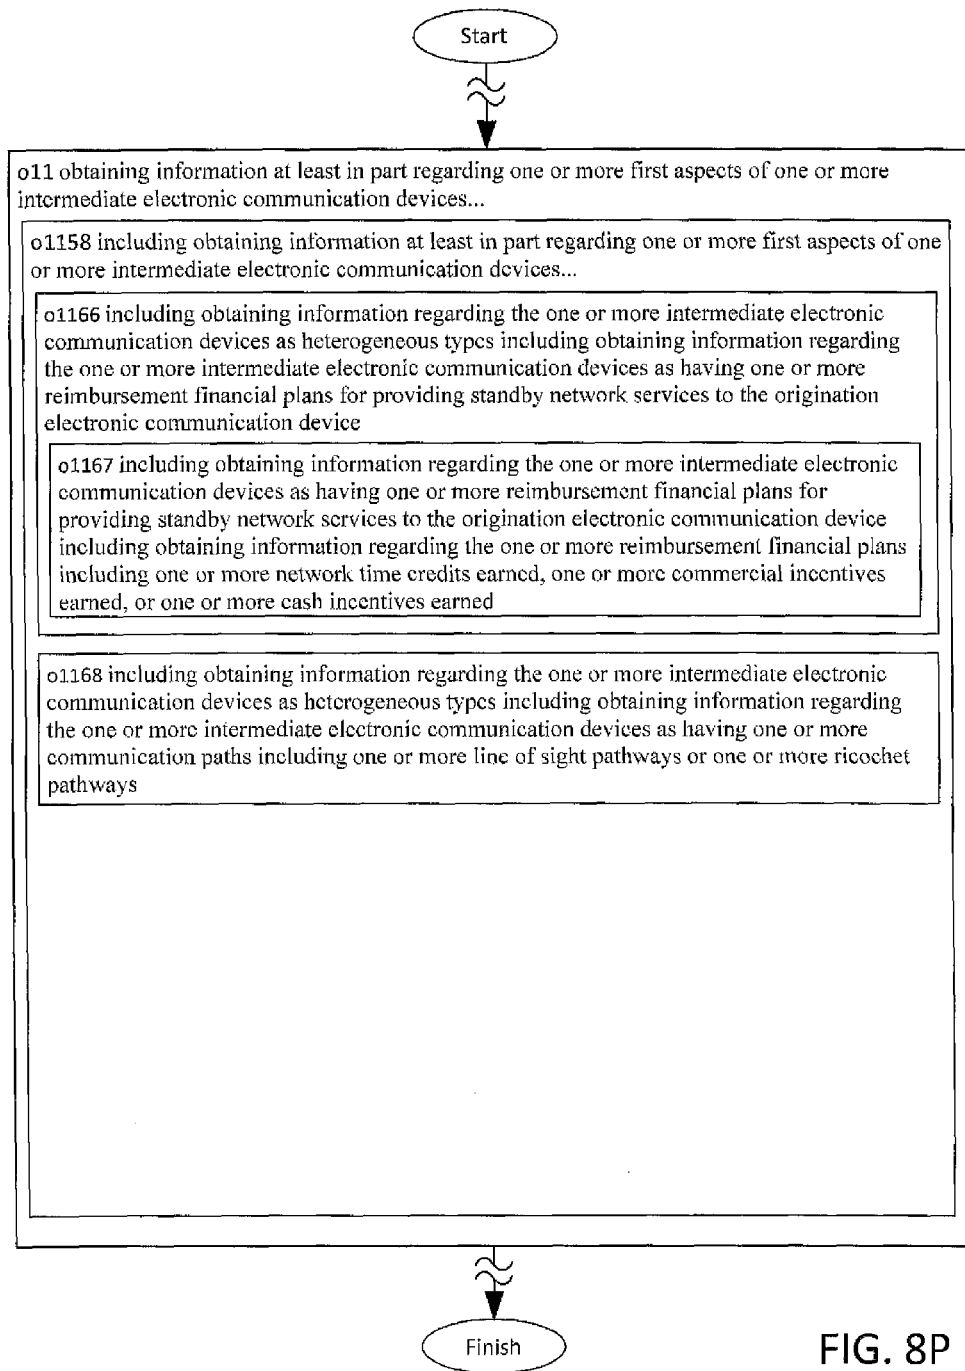 Start
o11 obtaining information at least in part regarding one or more first aspects of one or more
intermediate electronic communication devices...
o1158 including obtaining information at least in part regarding one or more first aspects of one
or more intermediate electronic communication devices...
o1166 including obtaining information regarding the one or more intermediate electronic
communication devices as heterogeneous types including obtaining information regarding
the one or more intermediate electronic communication devices as having one or more
reimbursement financial plans for providing standby network services to the origination
electronic communication device
o1167 including obtaining information regarding the one or more intermediate electronic
communication devices as having one or more reimbursement financial plans for
providing standby network services to the origination electronic communication device
including obtaining information regarding the one or more reimbursement financial plans
including one or more network time credits earned, one or more commercial incentives
earned, or one or more cash incentives earned
o1168 including obtaining information regarding the one or more intermediate electronic
communication devices as heterogeneous types including obtaining information regarding
the one or more intermediate electronic communication devices as having one or more
communication paths including one or more line of sight pathways or one or more ricochet
pathways
Finish
FIG. 8P